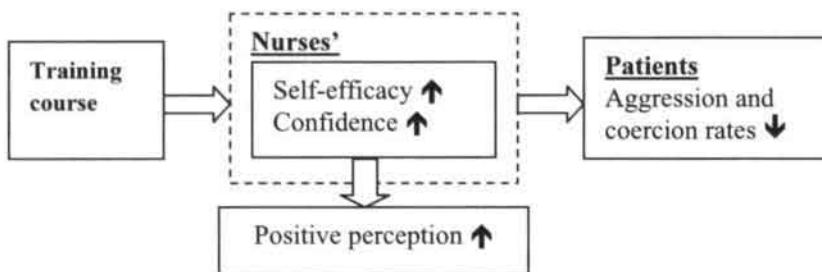 Training
course
Nurses'
Self-efficacy ↑
Confidence ↑
Patients
Aggression and
coercion rates ↓
Positive perception ↑